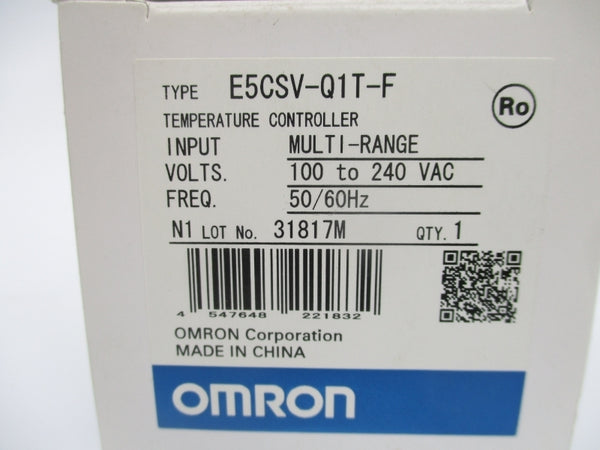 TYPE E5CSV-Q1T-F
Ro
TEMPERATURE CONTROLLER
INPUT MULTI-RANGE
VOLTS. 100 to 240 VAC
FREQ. 50/60Hz
N1 LOT No. 31817M QTY. 1
4 547648 221832
OMRON Corporation
MADE IN CHINA
OMRON